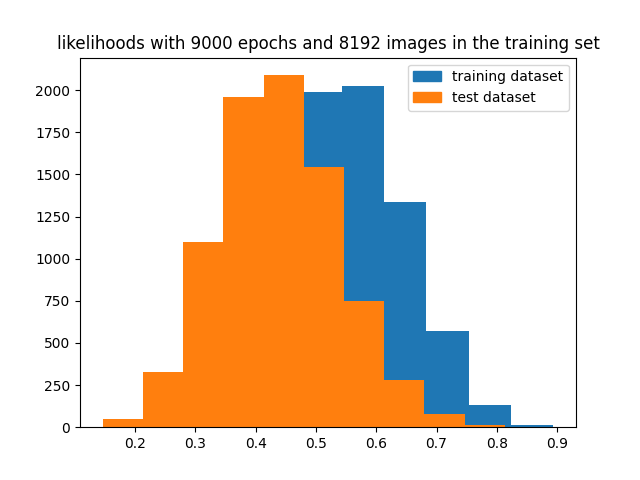 likelihoods with 9000 epochs and 8192 images in the training set
training dataset
test dataset
2000
1750
1500
1250
1000
750
500
250
0
0.2 0.3 0.4 0.5 0.6 0.7 0.8 0.9